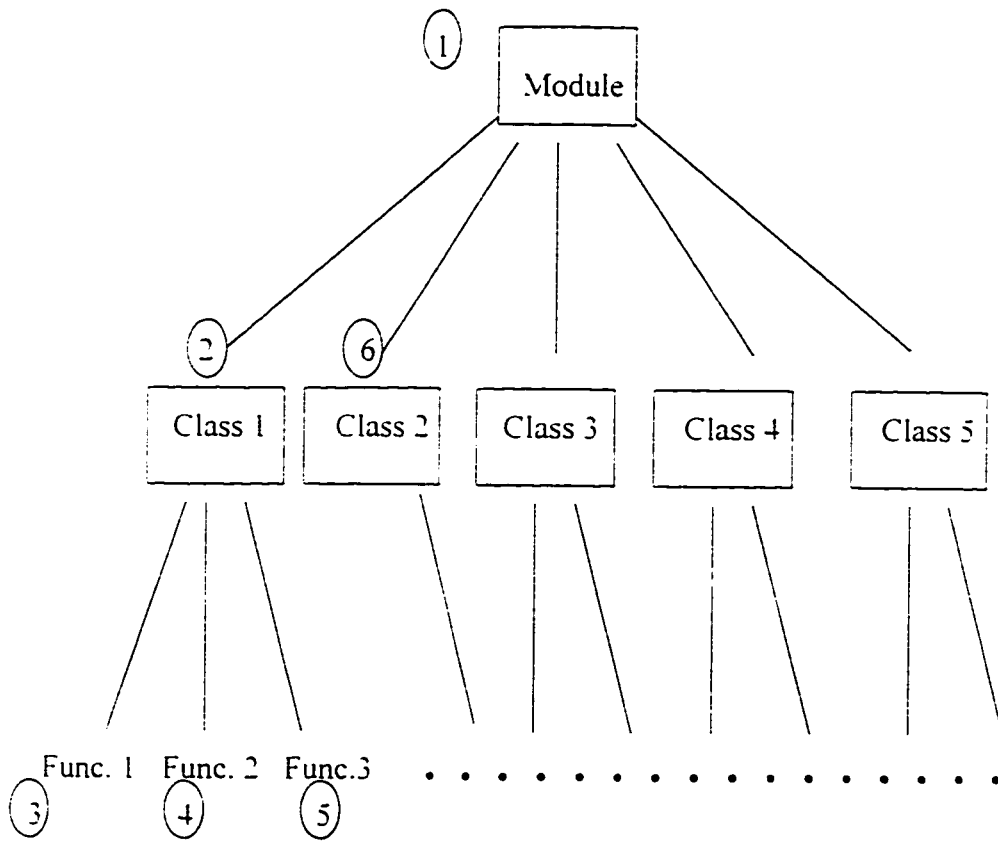 1
Module
2
6
Class 1
Class 2
Class 3
Class 4
Class 5
Func. 1
Func. 2
Func.3
3
4
5